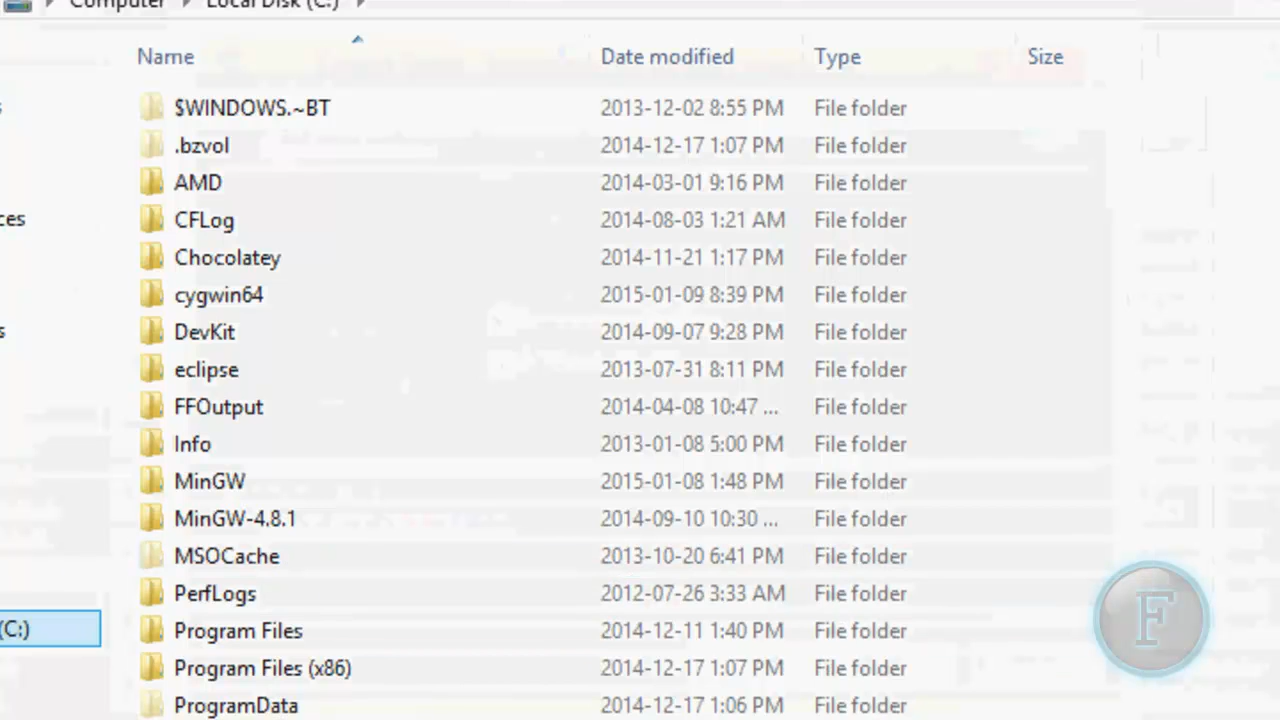 Computer Local Disk (C:)
Name Date modified Type Size
$WINDOWS.~BT 2013-12-02 8:55 PM File folder
.bzvol 2014-12-17 1:07 PM File folder
AMD 2014-03-01 9:16 PM File folder
ces CFLog 2014-08-03 1:21 AM File folder
Chocolatey 2014-11-21 1:17 PM File folder
cygwin64 2015-01-09 8:39 PM File folder
s DevKit 2014-09-07 9:28 PM File folder
eclipse 2013-07-31 8:11 PM File folder
FFOutput 2014-04-08 10:47 ... File folder
Info 2013-01-08 5:00 PM File folder
MinGW 2015-01-08 1:48 PM File folder
MinGW-4.8.1 2014-09-10 10:30 ... File folder
MSOCache 2013-10-20 6:41 PM File folder
PerfLogs 2012-07-26 3:33 AM File folder
(C:) Program Files 2014-12-11 1:40 PM File folder
Program Files (x86) 2014-12-17 1:07 PM File folder
ProgramData 2014-12-17 1:06 PM File folder
F